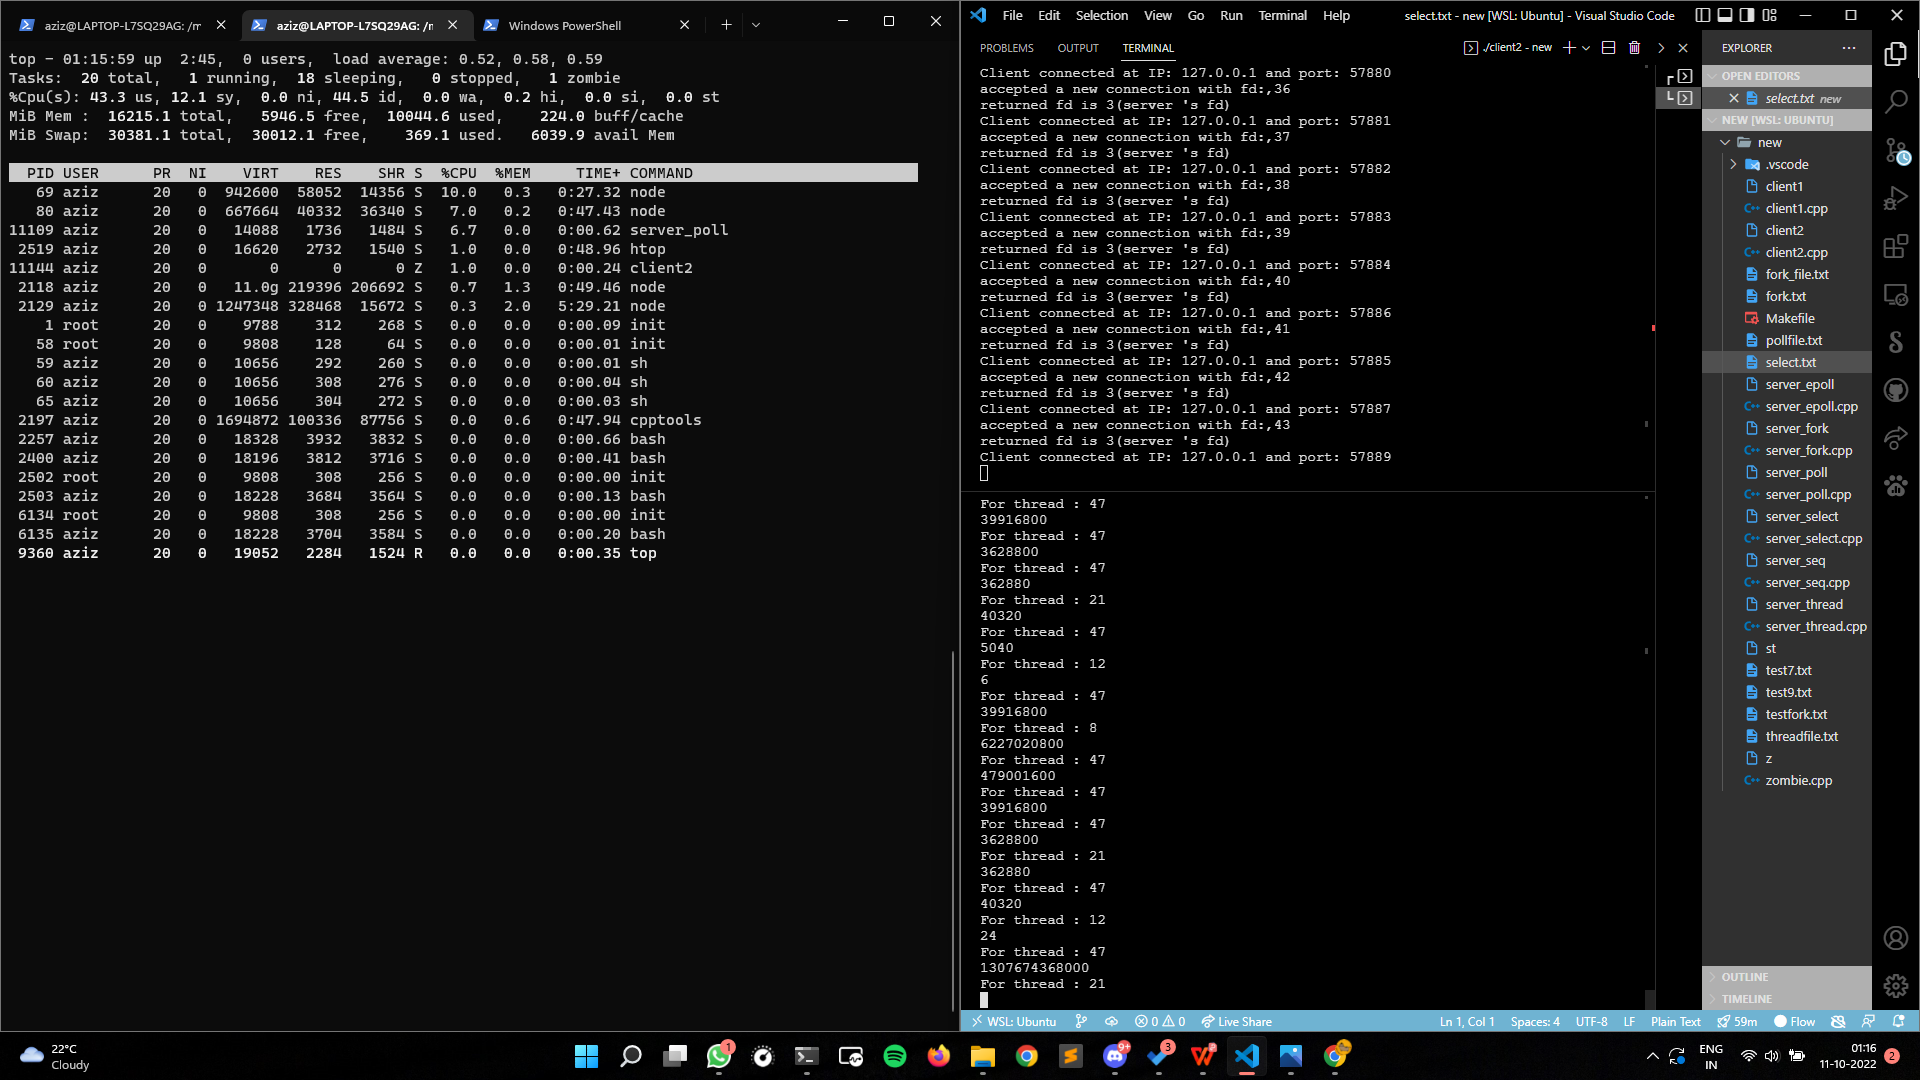 aziz@LAPTOP-L7SQ29AG: /m
aziz@LAPTOP-L7SQ29AG: /n
Windows PowerShell
top - 01:15:59 up  2:45,  0 users,  load average: 0.52, 0.58, 0.59
Tasks:  20 total,   1 running,  18 sleeping,   0 stopped,   1 zombie
%Cpu(s): 43.3 us, 12.1 sy,  0.0 ni, 44.5 id,  0.0 wa,  0.2 hi,  0.0 si,  0.0 st
MiB Mem :  16215.1 total,   5946.5 free,  10044.6 used,    224.0 buff/cache
MiB Swap:  30381.1 total,  30012.1 free,    369.1 used.   6039.9 avail Mem
PID USER      PR  NI    VIRT    RES    SHR S  %CPU  %MEM     TIME+ COMMAND
69 aziz      20   0  942600  58052  14356 S  10.0   0.3   0:27.32 node
80 aziz      20   0  667664  40332  36340 S   7.0   0.2   0:47.43 node
11109 aziz      20   0   14088   1736   1484 S   6.7   0.0   0:00.62 server_poll
2519 aziz      20   0   16620   2732   1540 S   1.0   0.0   0:48.96 htop
11144 aziz      20   0       0      0      0 Z   1.0   0.0   0:00.24 client2
2118 aziz      20   0   11.0g 219396 206692 S   0.7   1.3   0:49.46 node
2129 aziz      20   0 1247348 328468  15672 S   0.3   2.0   5:29.21 node
1 root      20   0    9788    312    268 S   0.0   0.0   0:00.09 init
58 root      20   0    9808    128     64 S   0.0   0.0   0:00.01 init
59 aziz      20   0   10656    292    260 S   0.0   0.0   0:00.01 sh
60 aziz      20   0   10656    308    276 S   0.0   0.0   0:00.04 sh
65 aziz      20   0   10656    304    272 S   0.0   0.0   0:00.03 sh
2197 aziz      20   0 1694872 100336  87756 S   0.0   0.6   0:47.94 cpptools
2257 aziz      20   0   18328   3932   3832 S   0.0   0.0   0:00.66 bash
2400 aziz      20   0   18196   3812   3716 S   0.0   0.0   0:00.41 bash
2502 root      20   0    9808    308    256 S   0.0   0.0   0:00.00 init
2503 aziz      20   0   18228   3684   3564 S   0.0   0.0   0:00.13 bash
6134 root      20   0    9808    308    256 S   0.0   0.0   0:00.00 init
6135 aziz      20   0   18228   3704   3584 S   0.0   0.0   0:00.20 bash
9360 aziz      20   0   19052   2284   1524 R   0.0   0.0   0:00.35 top
File Edit Selection View Go Run Terminal Help
select.txt - new [WSL: Ubuntu] - Visual Studio Code
PROBLEMS OUTPUT TERMINAL
./client2 - new
Client connected at IP: 127.0.0.1 and port: 57880
accepted a new connection with fd:,36
returned fd is 3(server 's fd)
Client connected at IP: 127.0.0.1 and port: 57881
accepted a new connection with fd:,37
returned fd is 3(server 's fd)
Client connected at IP: 127.0.0.1 and port: 57882
accepted a new connection with fd:,38
returned fd is 3(server 's fd)
Client connected at IP: 127.0.0.1 and port: 57883
accepted a new connection with fd:,39
returned fd is 3(server 's fd)
Client connected at IP: 127.0.0.1 and port: 57884
accepted a new connection with fd:,40
returned fd is 3(server 's fd)
Client connected at IP: 127.0.0.1 and port: 57886
accepted a new connection with fd:,41
returned fd is 3(server 's fd)
Client connected at IP: 127.0.0.1 and port: 57885
accepted a new connection with fd:,42
returned fd is 3(server 's fd)
Client connected at IP: 127.0.0.1 and port: 57887
accepted a new connection with fd:,43
returned fd is 3(server 's fd)
Client connected at IP: 127.0.0.1 and port: 57889
For thread : 47
39916800
For thread : 47
3628800
For thread : 47
362880
For thread : 21
40320
For thread : 47
5040
For thread : 12
6
For thread : 47
39916800
For thread : 8
6227020800
For thread : 47
479001600
For thread : 47
39916800
For thread : 47
3628800
For thread : 21
362880
For thread : 47
40320
For thread : 12
24
For thread : 47
1307674368000
For thread : 21
EXPLORER
OPEN EDITORS
select.txt new
NEW [WSL: UBUNTU]
new
.vscode
client1
client1.cpp
client2
client2.cpp
fork_file.txt
fork.txt
Makefile
pollfile.txt
select.txt
server_epoll
server_epoll.cpp
server_fork
server_fork.cpp
server_poll
server_poll.cpp
server_select
server_select.cpp
server_seq
server_seq.cpp
server_thread
server_thread.cpp
st
test7.txt
test9.txt
testfork.txt
threadfile.txt
z
zombie.cpp
OUTLINE
TIMELINE
WSL: Ubuntu
0 0
Live Share
Ln 1, Col 1
Spaces: 4
UTF-8
LF
Plain Text
59m
Flow
22°C
Cloudy
1
9+
3
ENG
IN
01:16
11-10-2022
2